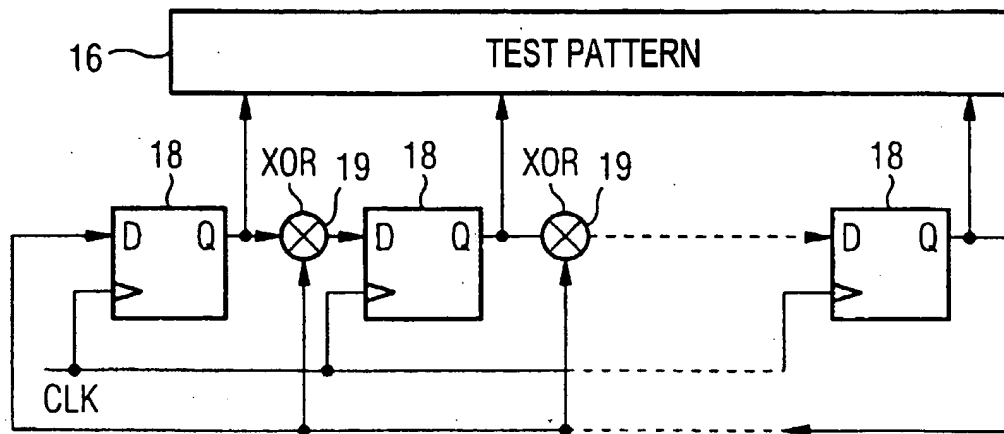 16
TEST PATTERN
18
XOR
19
18
XOR
19
18
D Q
D Q
D Q
CLK